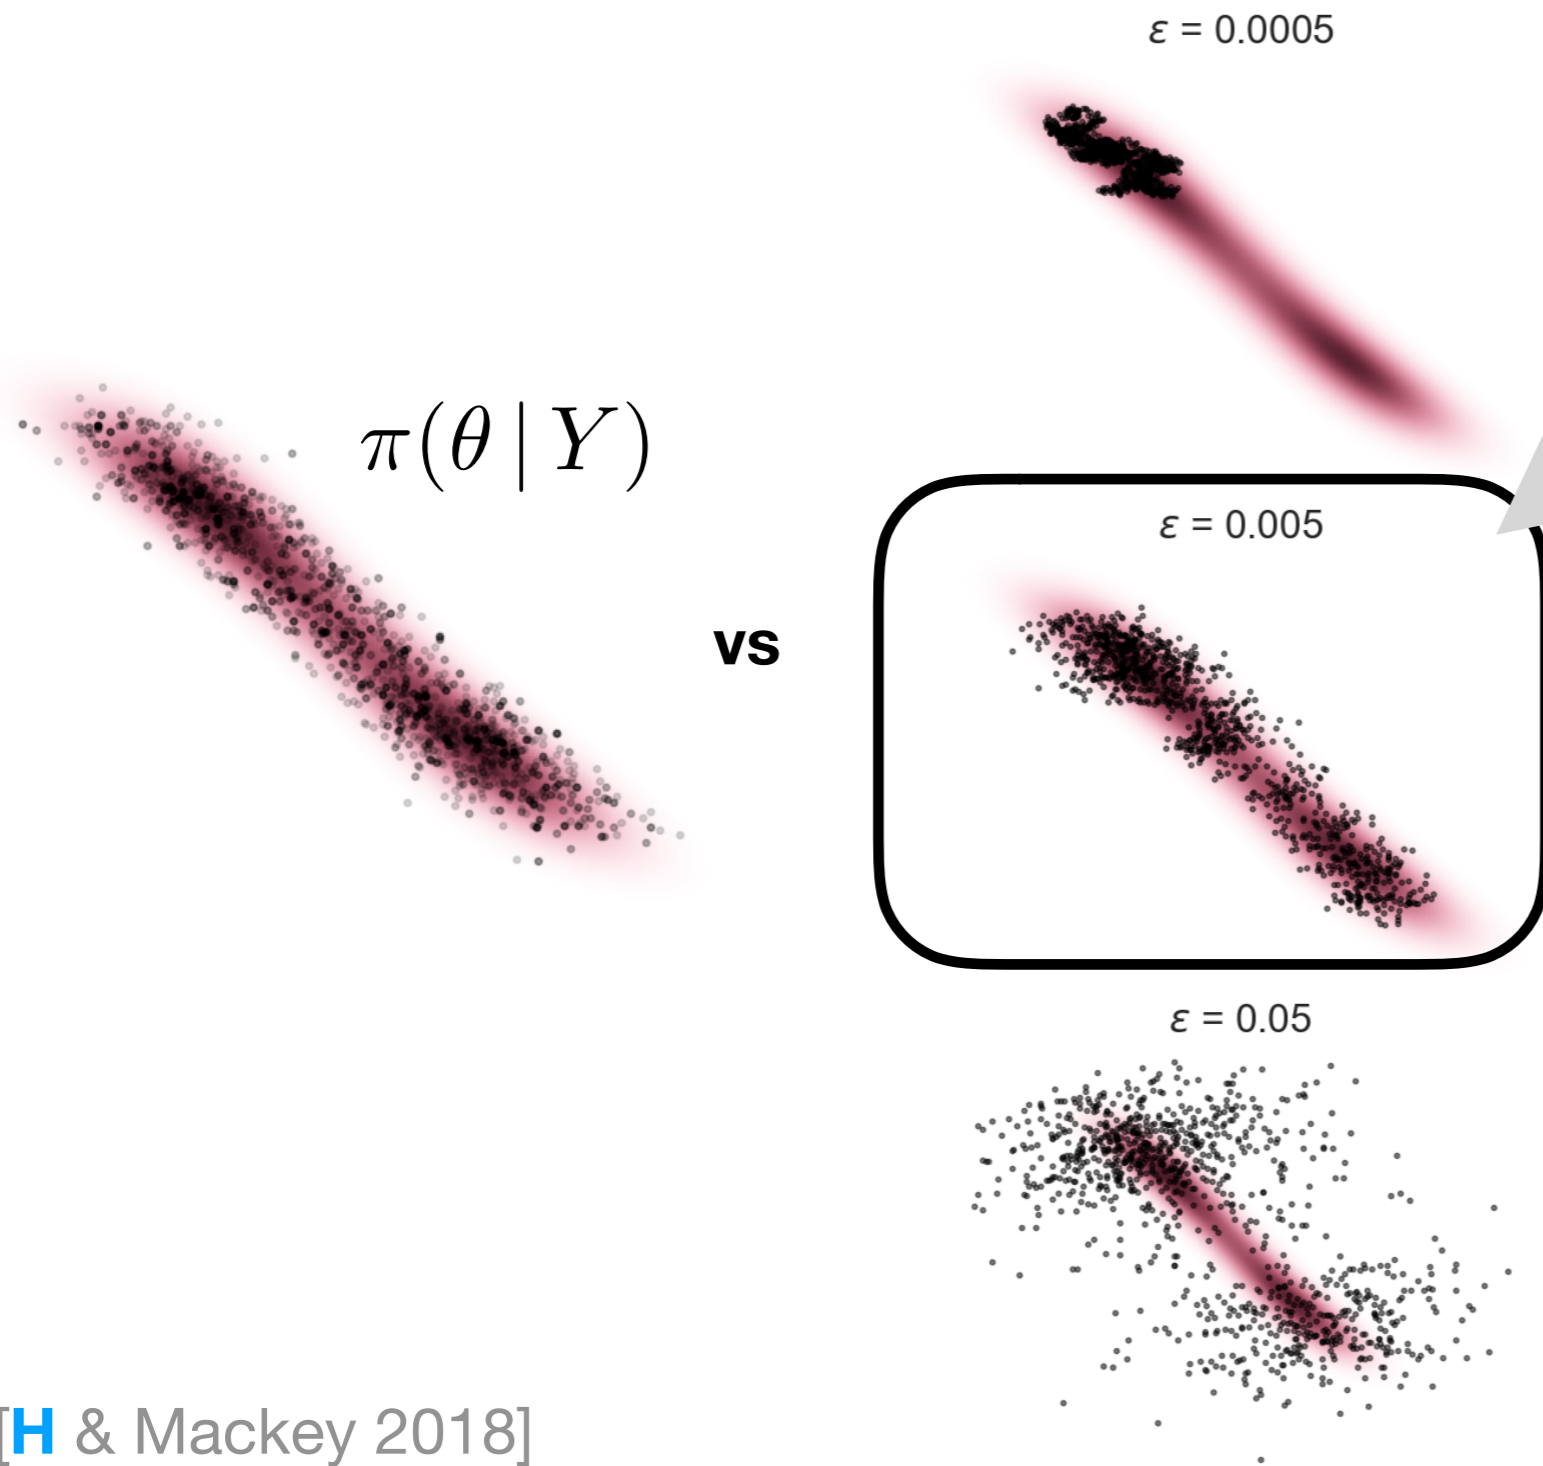 ε = 0.0005
π(θ | Y)
ε = 0.005
vs
ε = 0.05
[H & Mackey 2018]